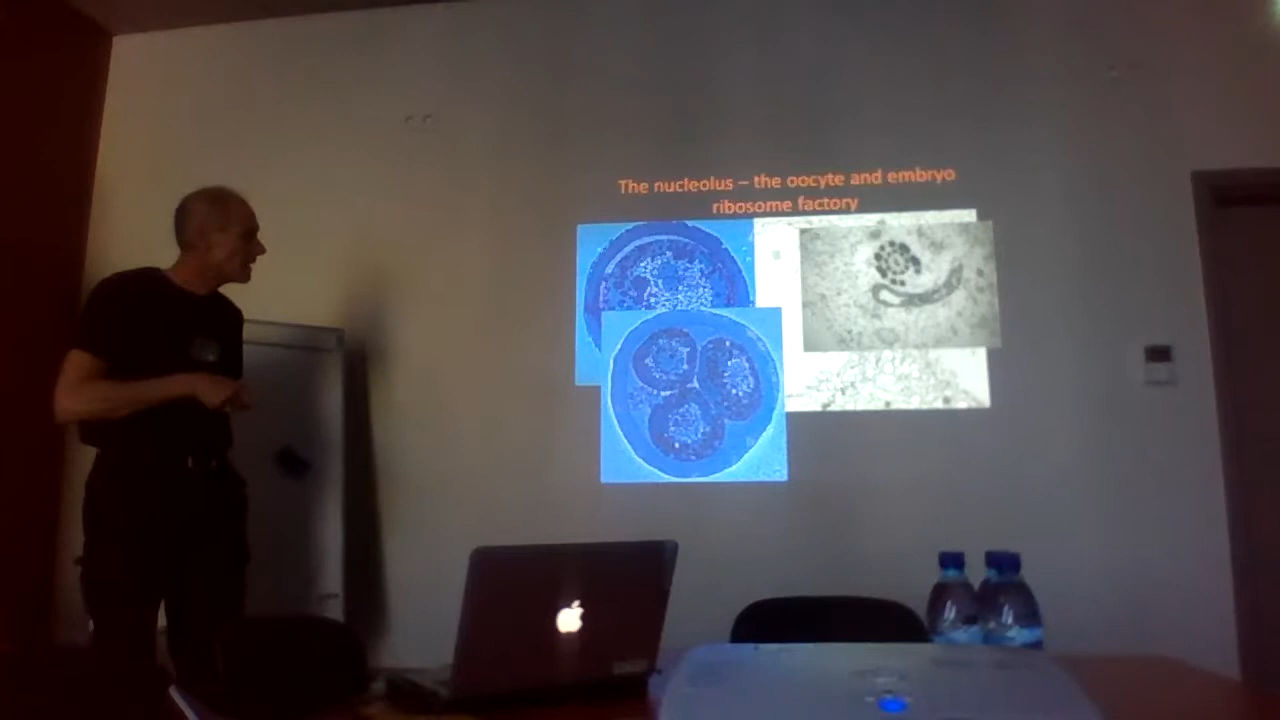 The nucleolus – the oocyte and embryo
ribosome factory